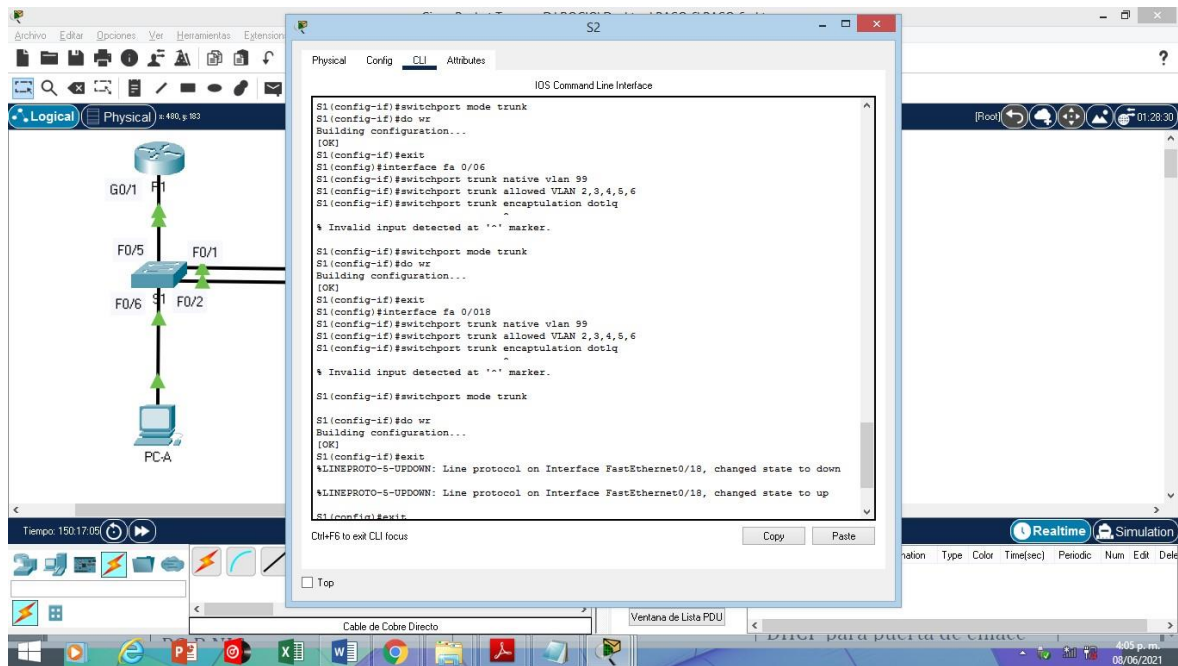 Archivo Editar Opciones Ver Herramientas Extension
?
Logical
Physical
x: 480, y: 183
[Root]
01:28:30
G0/1
R1
F0/5
F0/1
F0/6
S1
F0/2
PC-A
S2
Physical Config CLI Attributes
IOS Command Line Interface
S1(config-if)#switchport mode trunk
S1(config-if)#do wr
Building configuration...
[OK]
S1(config-if)#exit
S1(config)#interface fa 0/06
S1(config-if)#switchport trunk native vlan 99
S1(config-if)#switchport trunk allowed VLAN 2,3,4,5,6
S1(config-if)#switchport trunk encaptulation dot1q
^
% Invalid input detected at '^' marker.
S1(config-if)#switchport mode trunk
S1(config-if)#do wr
Building configuration...
[OK]
S1(config-if)#exit
S1(config)#interface fa 0/018
S1(config-if)#switchport trunk native vlan 99
S1(config-if)#switchport trunk allowed VLAN 2,3,4,5,6
S1(config-if)#switchport trunk encaptulation dot1q
^
% Invalid input detected at '^' marker.
S1(config-if)#switchport mode trunk
S1(config-if)#do wr
Building configuration...
[OK]
S1(config-if)#exit
%LINEPROTO-5-UPDOWN: Line protocol on Interface FastEthernet0/18, changed state to down
%LINEPROTO-5-UPDOWN: Line protocol on Interface FastEthernet0/18, changed state to up
S1(config)#exit
Ctrl+F6 to exit CLI focus
Copy Paste
Top
Tiempo: 150:17:05
Realtime
Simulation
Type Color Time(sec) Periodic Num Edit Dele
Ventana de Lista PDU
Cable de Cobre Directo
4:05 p. m.
08/06/2021